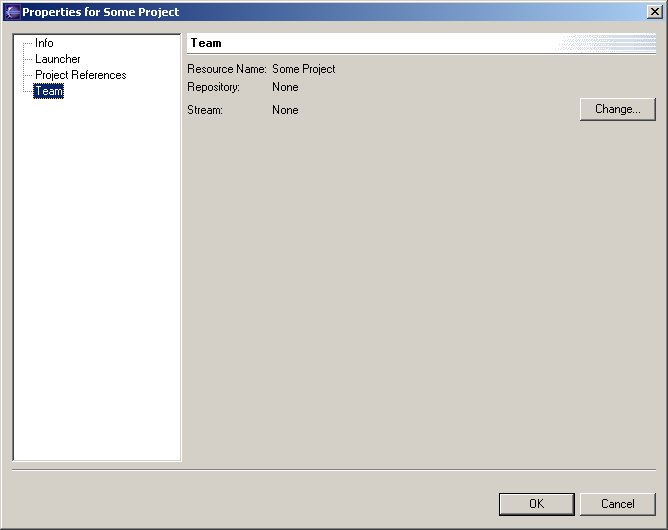 Properties for Some Project
Info
Launcher
Project References
Team
Team
Resource Name: Some Project
Repository: None
Stream: None
Change...
OK
Cancel